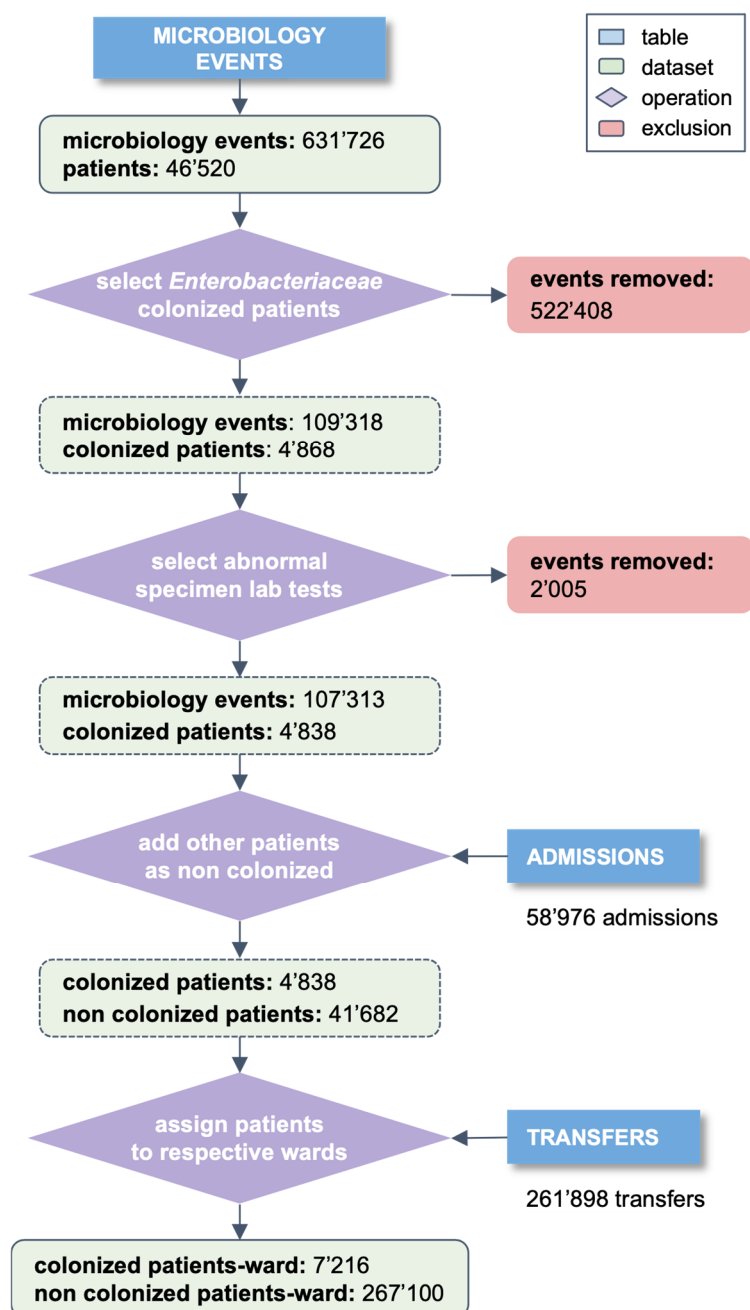 MICROBIOLOGY
EVENTS
table
dataset
operation
exclusion
microbiology events: 631’726
patients: 46’520
select Enterobacteriaceae
colonized patients
events removed:
522’408
microbiology events: 109’318
colonized patients: 4’868
select abnormal
specimen lab tests
events removed:
2’005
microbiology events: 107’313
colonized patients: 4’838
add other patients
as non colonized
ADMISSIONS
58’976 admissions
colonized patients: 4’838
non colonized patients: 41’682
assign patients
to respective wards
TRANSFERS
261’898 transfers
colonized patients-ward: 7’216
non colonized patients-ward: 267’100